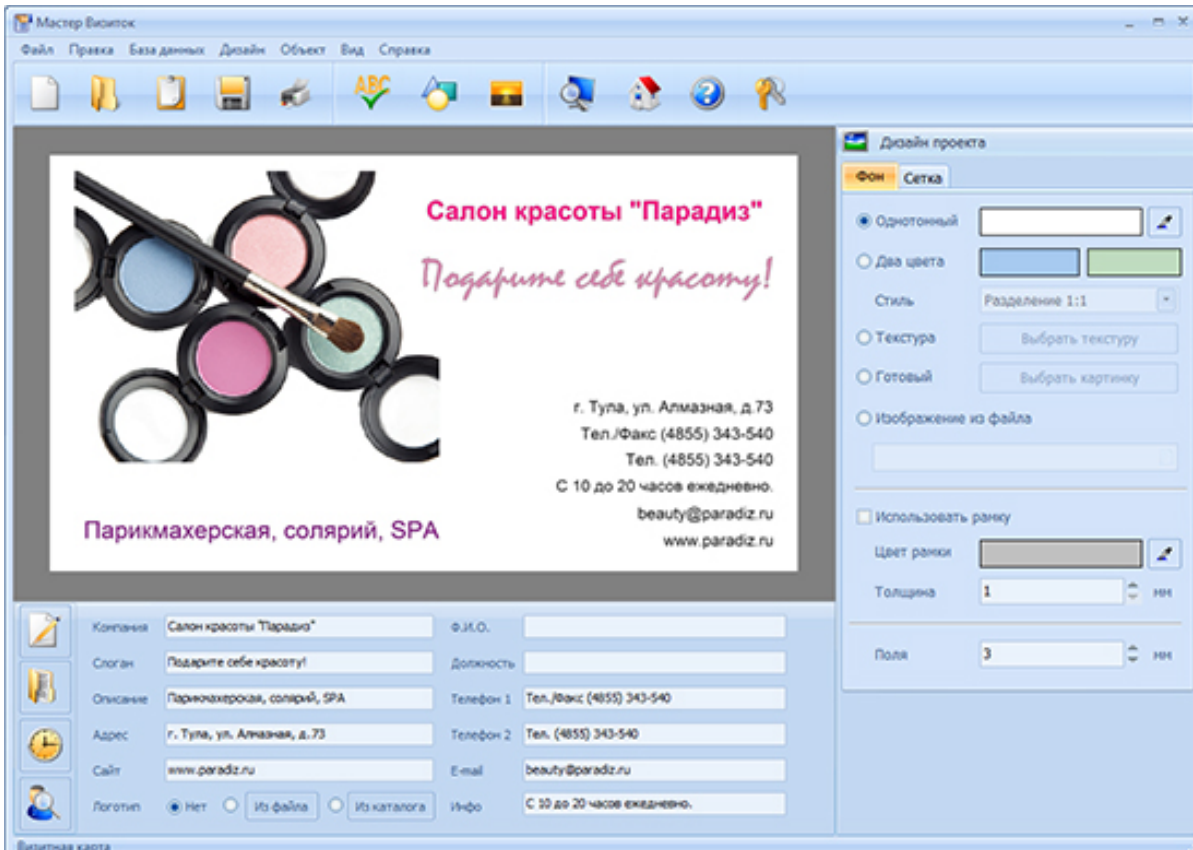 Мастер Визиток
Файл Правка База данных Дизайн Объект Вид Справка
ABC
Салон красоты "Парадиз"
Подарите себе красоту!
г. Тула, ул. Алмазная, д.73
Тел./Факс (4855) 343-540
Тел. (4855) 343-540
С 10 до 20 часов ежедневно.
beauty@paradiz.ru
www.paradiz.ru
Парикмахерская, солярий, SPA
Дизайн проекта
Фон Сетка
Однотонный
Два цвета
Стиль Разделение 1:1
Текстура Выбрать текстуру
Готовый Выбрать картинку
Изображение из файла
Использовать рамку
Цвет рамки
Толщина 1 мм
Поля 3 мм
Компания Салон красоты "Парадиз" Ф.И.О.
Слоган Подарите себе красоту! Должность
Описание Парикмахерская, солярий, SPA Телефон 1 Тел./Факс (4855) 343-540
Адрес г. Тула, ул. Алмазная, д.73 Телефон 2 Тел. (4855) 343-540
Сайт www.paradiz.ru E-mail beauty@paradiz.ru
Логотип Нет Из файла Из каталога Инфо С 10 до 20 часов ежедневно.
Визитная карта